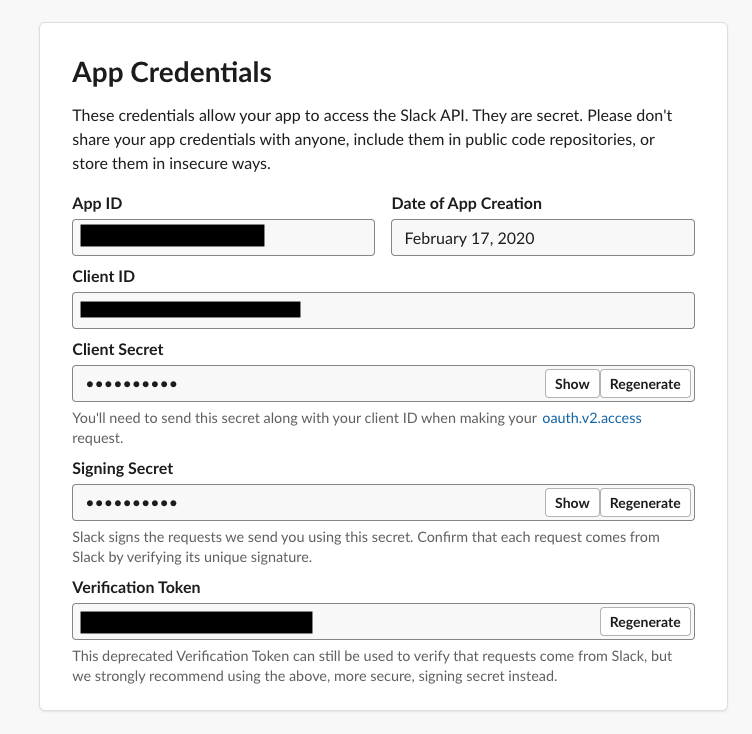 App Credentials
These credentials allow your app to access the Slack API. They are secret. Please don't
share your app credentials with anyone, include them in public code repositories, or
store them in insecure ways.
App ID
Date of App Creation
February 17, 2020
Client ID
Client Secret
•••••••••• Show Regenerate
You'll need to send this secret along with your client ID when making your oauth.v2.access
request.
Signing Secret
•••••••••• Show Regenerate
Slack signs the requests we send you using this secret. Confirm that each request comes from
Slack by verifying its unique signature.
Verification Token
Regenerate
This deprecated Verification Token can still be used to verify that requests come from Slack, but
we strongly recommend using the above, more secure, signing secret instead.